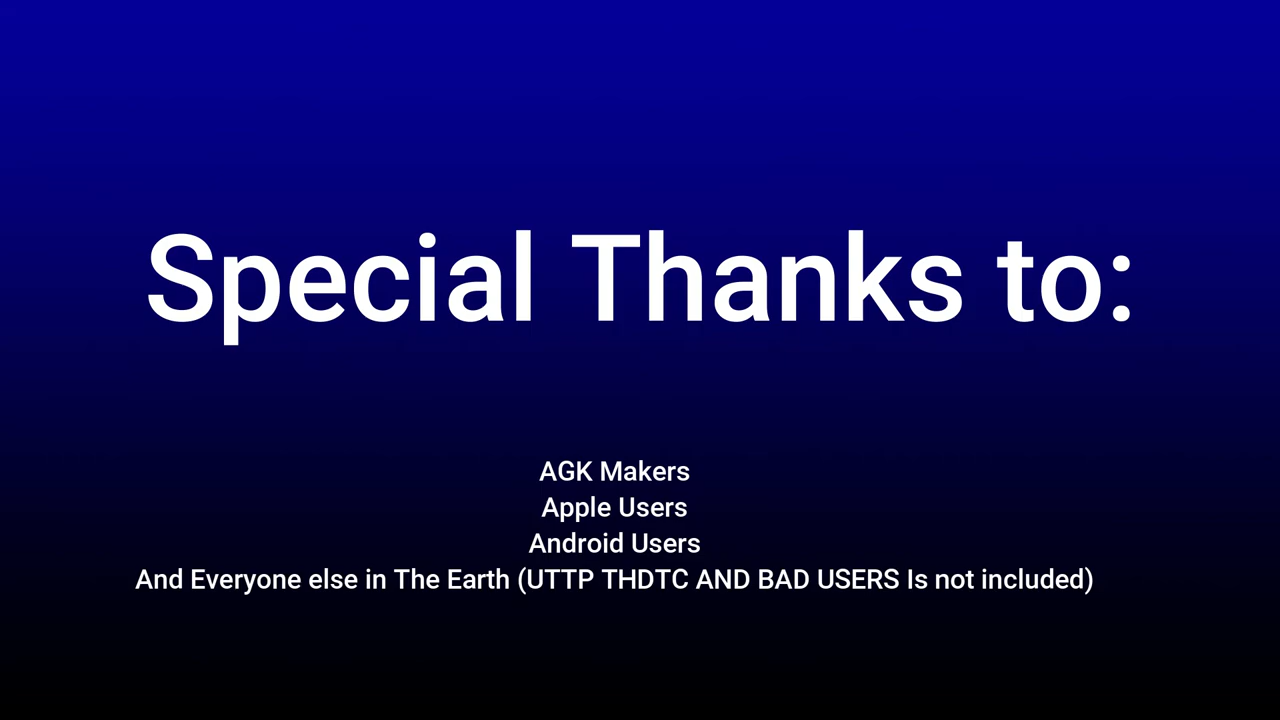 Special Thanks to:
AGK Makers
Apple Users
Android Users
And Everyone else in The Earth (UTTP THDTC AND BAD USERS Is not included)